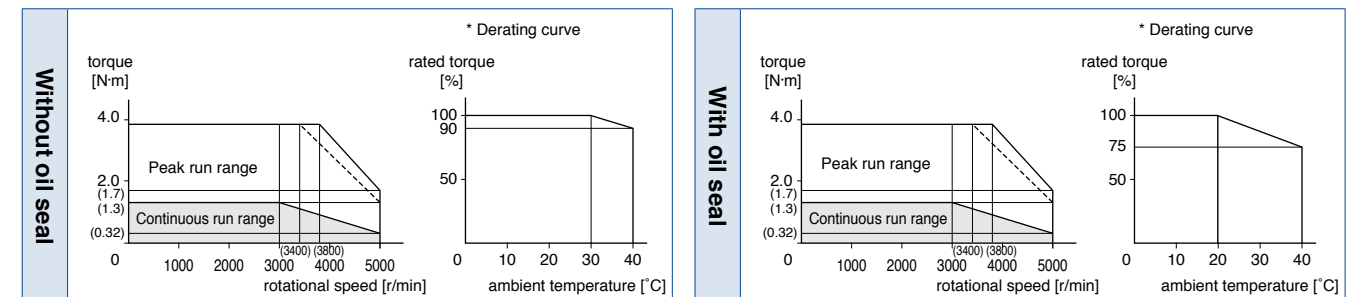 Without oil seal
* Derating curve
torque
[N·m]
4.0
2.0
(1.7)
(1.3)
(0.32)
Peak run range
Continuous run range
0
1000
2000
3000
(3400)
(3800)
4000
5000
rotational speed [r/min]
rated torque
[%]
100
90
50
0
10
20
30
40
ambient temperature [˚C]
With oil seal
* Derating curve
torque
[N·m]
4.0
2.0
(1.7)
(1.3)
(0.32)
Peak run range
Continuous run range
0
1000
2000
3000
(3400)
(3800)
4000
5000
rotational speed [r/min]
rated torque
[%]
100
75
50
0
10
20
30
40
ambient temperature [˚C]